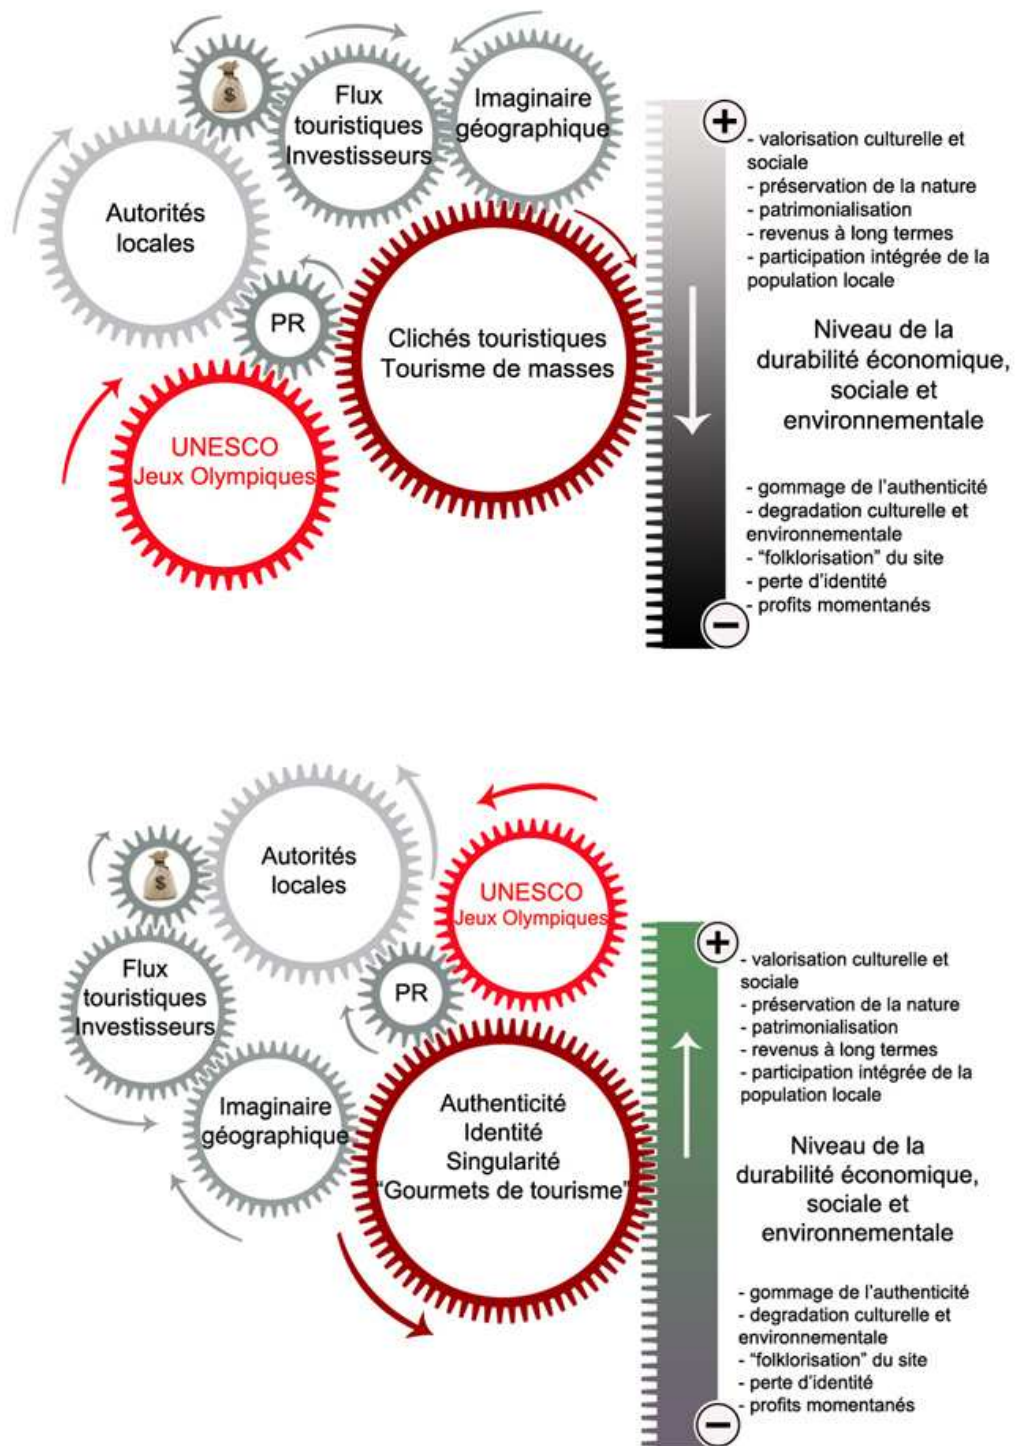 $
Flux
touristiques
Investisseurs
Imaginaire
géographique
Autorités
locales
PR
Clichés touristiques
Tourisme de masses
UNESCO
Jeux Olympiques
+
- valorisation culturelle et
sociale
- préservation de la nature
- patrimonialisation
- revenus à long termes
- participation intégrée de la
population locale
Niveau de la
durabilité économique,
sociale et
environnementale
- gommage de l'authenticité
- degradation culturelle et
environnementale
- "folklorisation" du site
- perte d'identité
- profits momentanés
−
Autorités
locales
$
UNESCO
Jeux Olympiques
Flux
touristiques
Investisseurs
PR
Imaginaire
géographique
Authenticité
Identité
Singularité
"Gourmets de tourisme"
+
- valorisation culturelle et
sociale
- préservation de la nature
- patrimonialisation
- revenus à long termes
- participation intégrée de la
population locale
Niveau de la
durabilité économique,
sociale et
environnementale
- gommage de l'authenticité
- degradation culturelle et
environnementale
- "folklorisation" du site
- perte d'identité
- profits momentanés
−